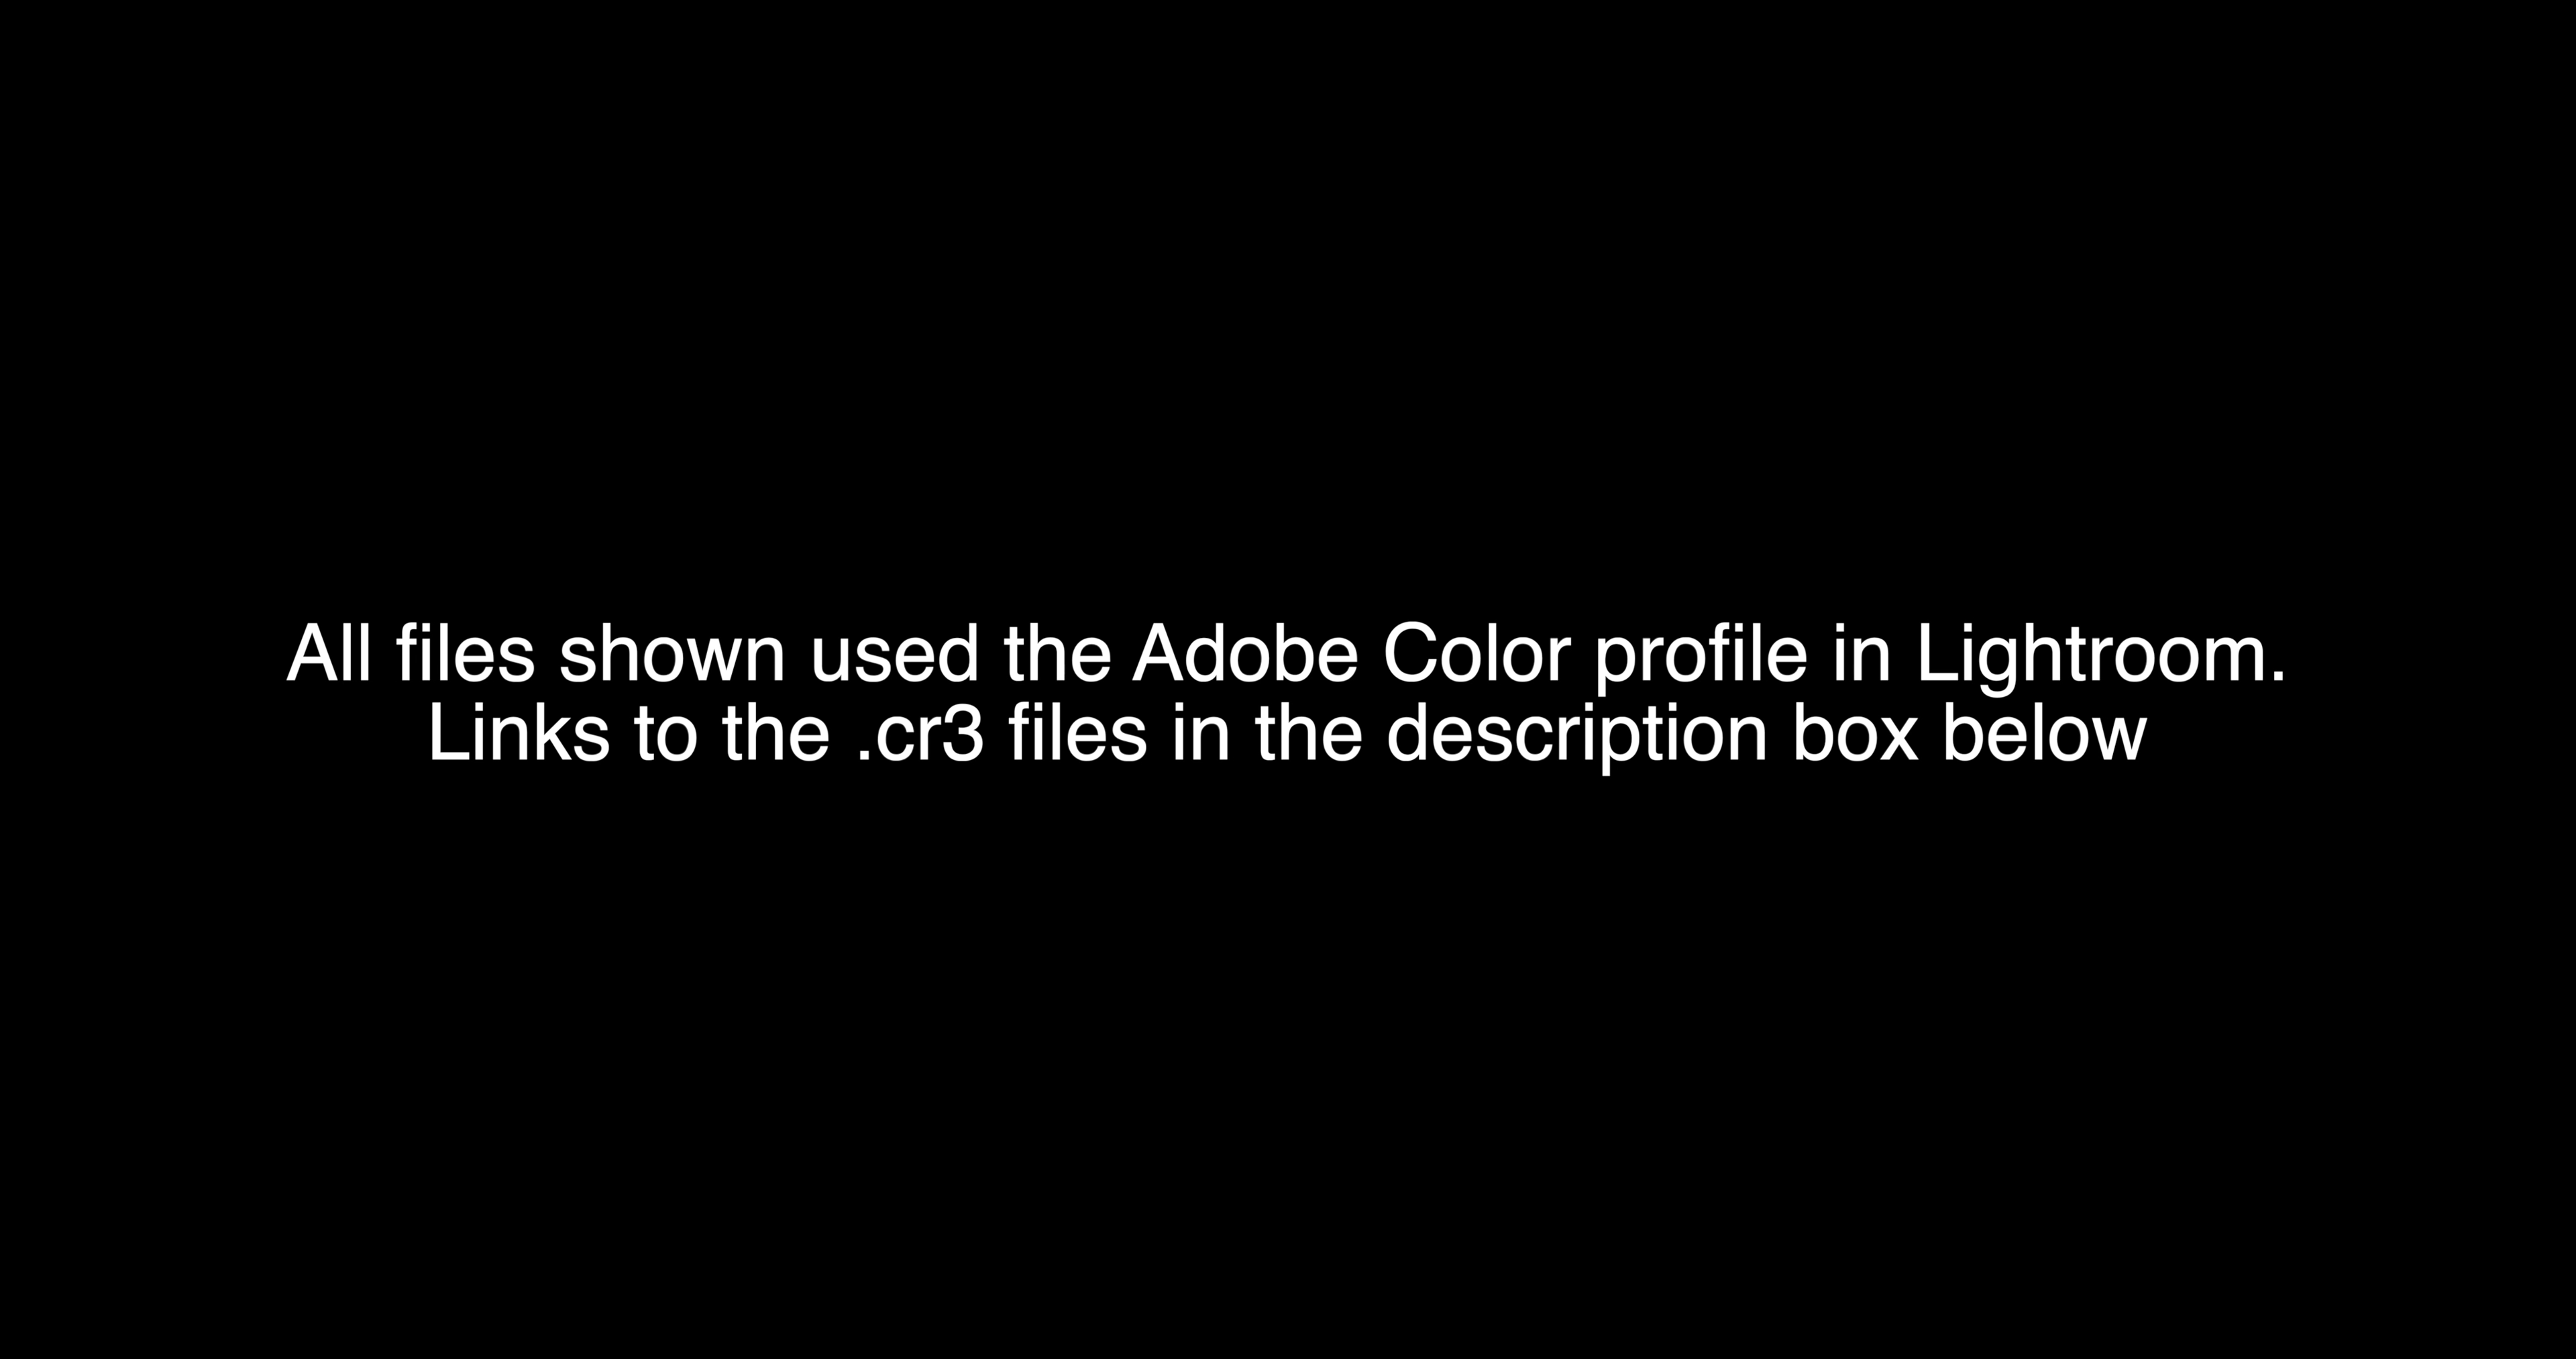 All files shown used the Adobe Color profile in Lightroom.
Links to the .cr3 files in the description box below